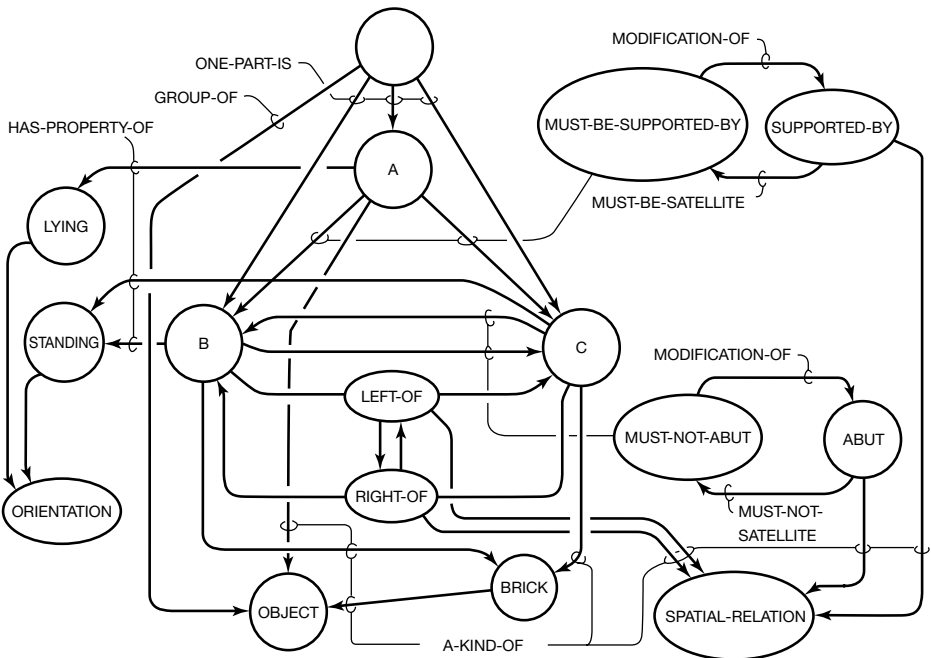 MODIFICATION-OF
ONE-PART-IS
GROUP-OF
HAS-PROPERTY-OF
MUST-BE-SUPPORTED-BY
SUPPORTED-BY
A
MUST-BE-SATELLITE
LYING
STANDING
B
C
MODIFICATION-OF
LEFT-OF
MUST-NOT-ABUT
ABUT
RIGHT-OF
ORIENTATION
MUST-NOT-
SATELLITE
BRICK
OBJECT
SPATIAL-RELATION
A-KIND-OF